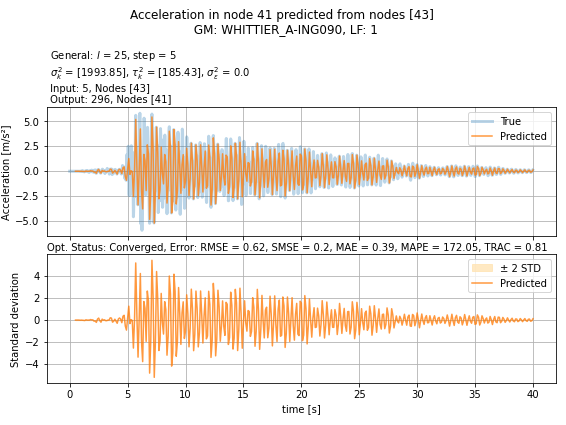 Acceleration in node 41 predicted from nodes [43]
GM: WHITTIER_A-ING090, LF: 1
General: l = 25, step = 5
σ²ₖ = [1993.85], τ²ₖ = [185.43], σ²ε = 0.0
Input: 5, Nodes [43]
Output: 296, Nodes [41]
Acceleration [m/s²]
5.0
2.5
0.0
−2.5
−5.0
True
Predicted
Opt. Status: Converged, Error: RMSE = 0.62, SMSE = 0.2, MAE = 0.39, MAPE = 172.05, TRAC = 0.81
Standard deviation
4
2
0
−2
−4
± 2 STD
Predicted
0 5 10 15 20 25 30 35 40
time [s]